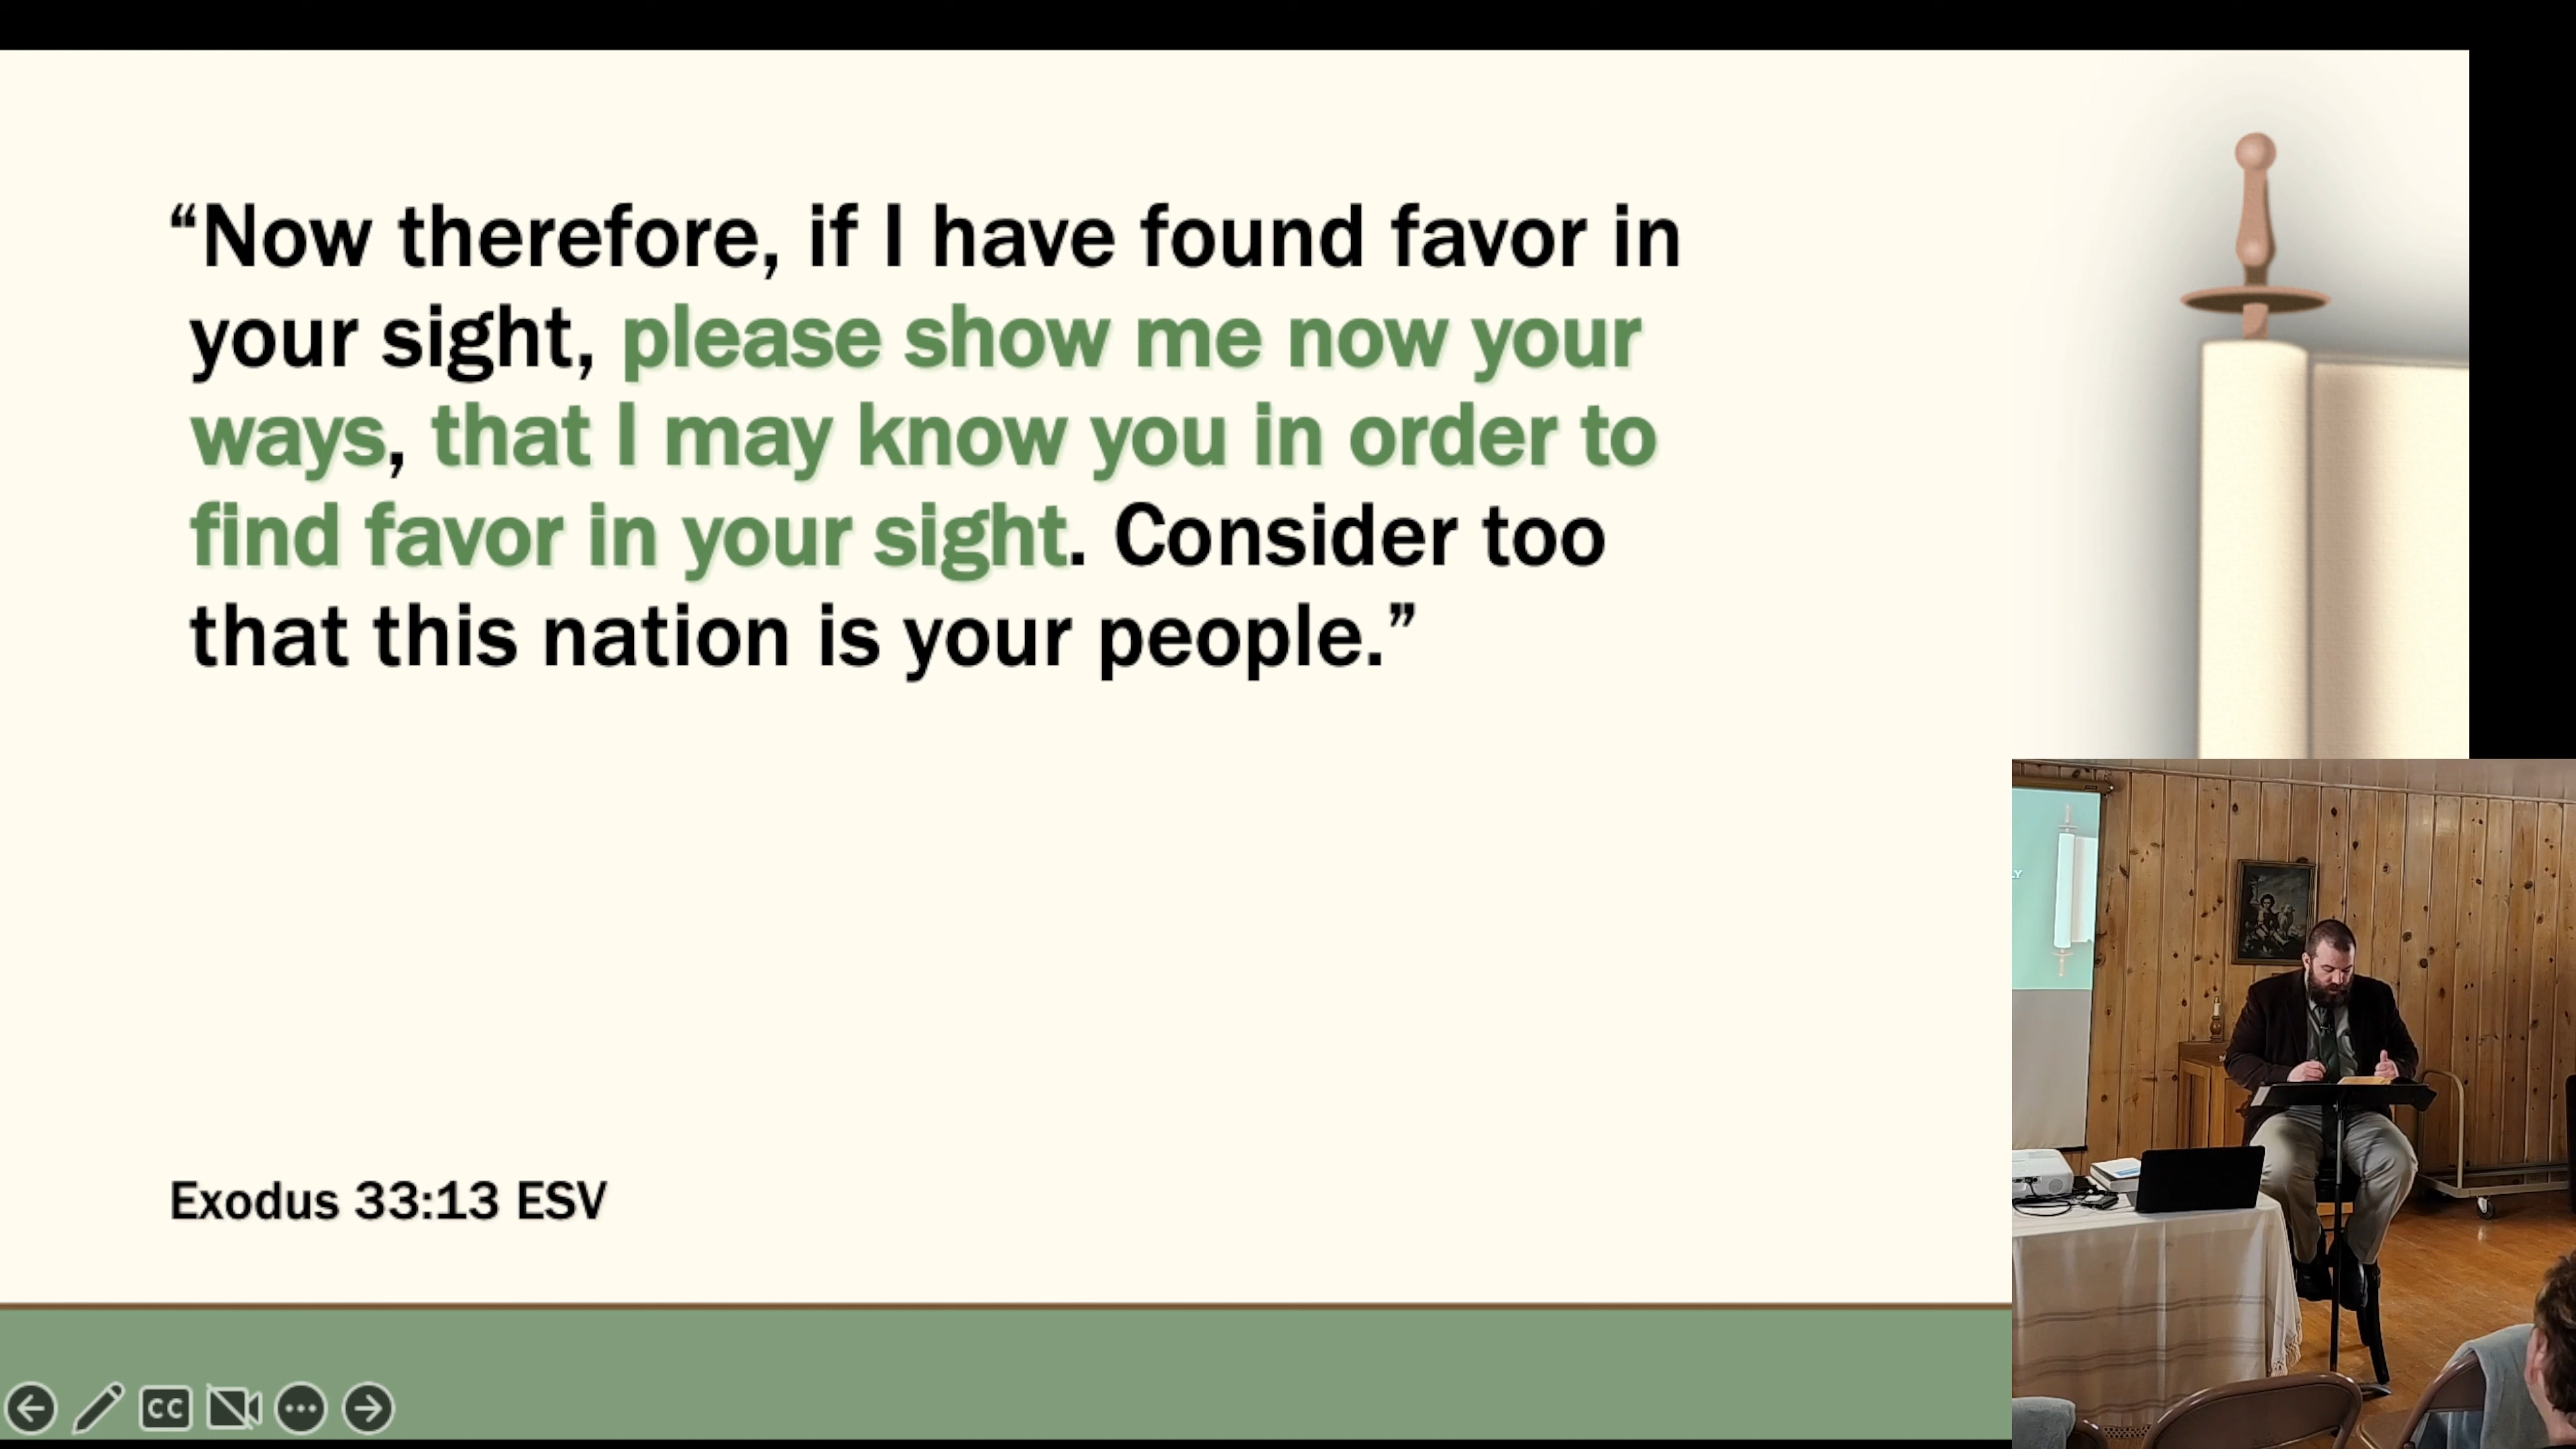 “Now therefore, if I have found favor in
your sight, please show me now your
ways, that I may know you in order to
find favor in your sight. Consider too
that this nation is your people.”
Exodus 33:13 ESV
CC
LY